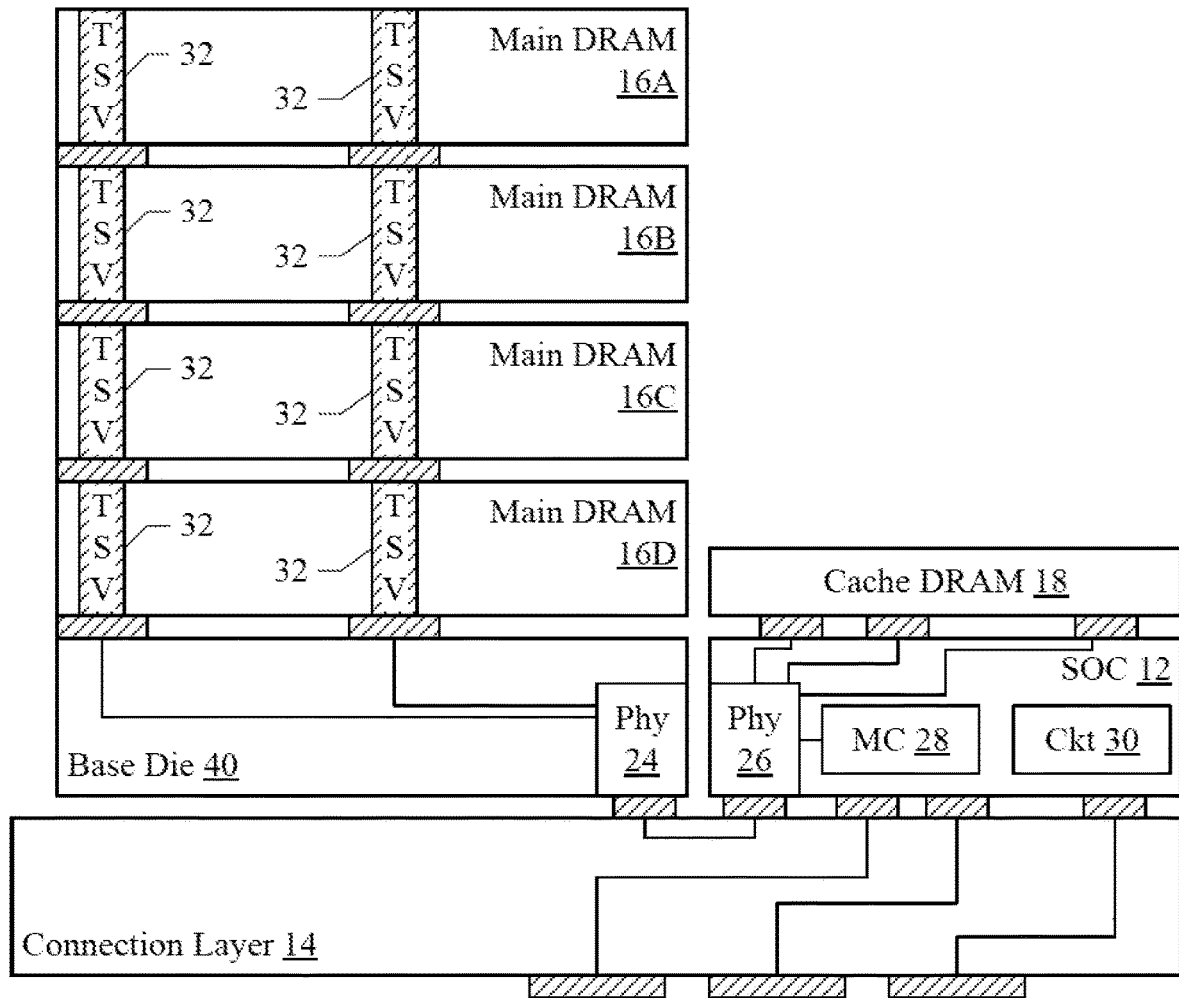 T
S
V
32
32
T
S
V
Main DRAM
16A
T
S
V
32
32
T
S
V
Main DRAM
16B
T
S
V
32
32
T
S
V
Main DRAM
16C
T
S
V
32
32
T
S
V
Main DRAM
16D
Cache DRAM 18
SOC 12
Base Die 40
Phy
24
Phy
26
MC 28
Ckt 30
Connection Layer 14